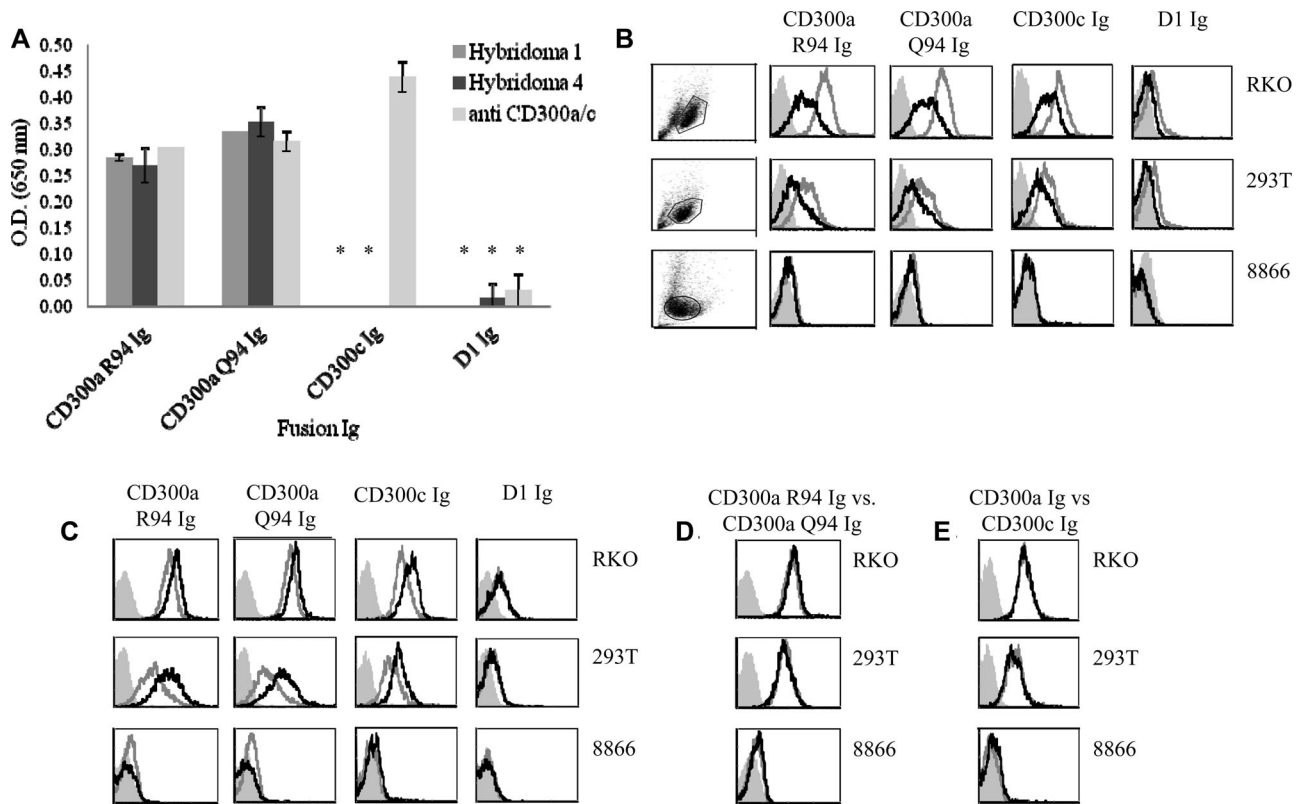 A
0.50
0.45
0.40
0.35
0.30
0.25
0.20
0.15
0.10
0.05
0.00
O.D. (650 nm)
Hybridoma 1
Hybridoma 4
anti CD300a/c
* * * * *
CD300a R94 Ig
CD300a Q94 Ig
CD300c Ig
D1 Ig
Fusion Ig
B
CD300a
R94 Ig
CD300a
Q94 Ig
CD300c Ig
D1 Ig
RKO
293T
8866
C
CD300a
R94 Ig
CD300a
Q94 Ig
CD300c Ig
D1 Ig
RKO
293T
8866
D
CD300a R94 Ig vs.
CD300a Q94 Ig
RKO
293T
8866
E
CD300a Ig vs
CD300c Ig
RKO
293T
8866